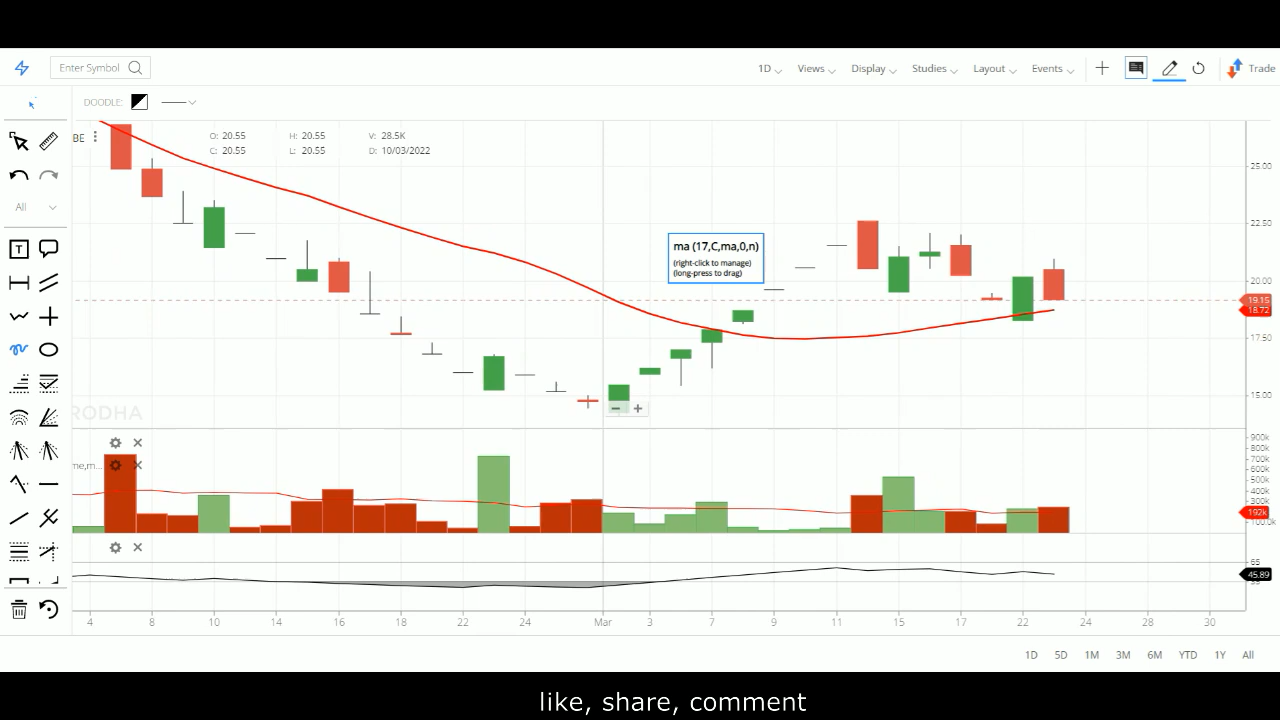 Enter Symbol
1D Views Display Studies Layout Events Trade
DOODLE:
BE
O: 20.55 H: 20.55 V: 28.5K
C: 20.55 L: 20.55 D: 10/03/2022
25.00
22.50
20.00
19.15
18.72
17.50
15.00
All
T
ma (17,C,ma,0,n)
(right-click to manage)
(long-press to drag)
RODHA
− +
900k
700k
600k
400k
300k
192k
100.0k
me,m...
45.89
4 8 10 14 16 18 22 24 Mar 3 7 9 11 15 17 22 24 28 30
1D 5D 1M 3M 6M YTD 1Y All
like, share, comment